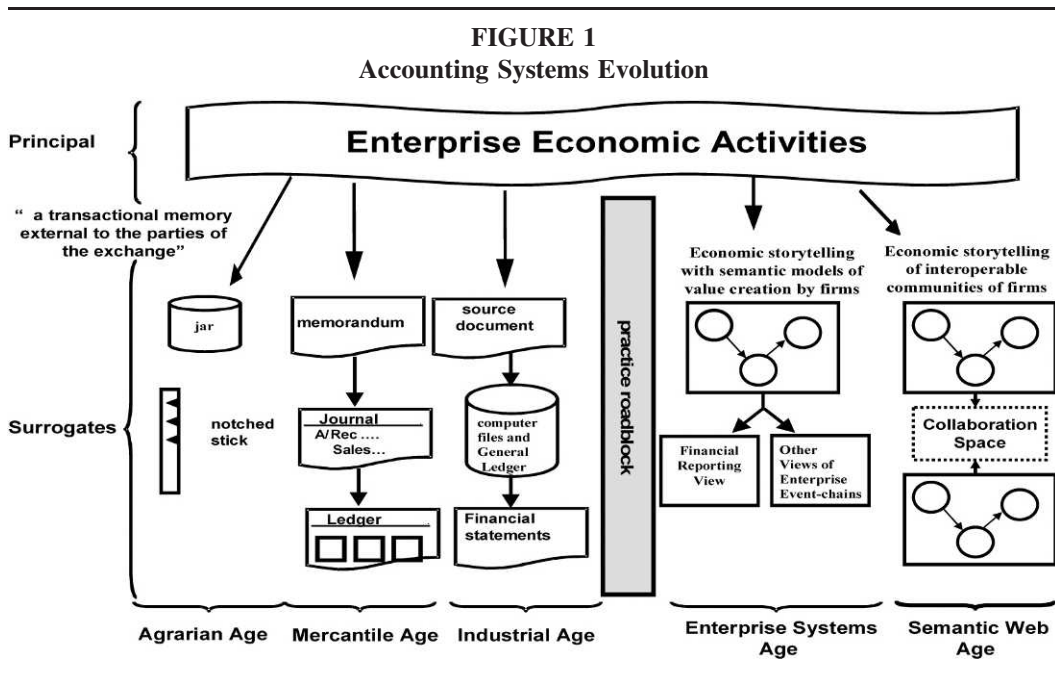 FIGURE 1
Accounting Systems Evolution
Principal
Enterprise Economic Activities
“ a transactional memory
external to the parties of
the exchange”
Surrogates
jar
notched
stick
memorandum
Journal
A/Rec ....
Sales...
Ledger
source
document
computer
files and
General
Ledger
Financial
statements
practice roadblock
Economic storytelling
with semantic models of
value creation by firms
Financial
Reporting
View
Other
Views of
Enterprise
Event-chains
Economic storytelling
of interoperable
communities of firms
Collaboration
Space
Agrarian Age
Mercantile Age
Industrial Age
Enterprise Systems
Age
Semantic Web
Age